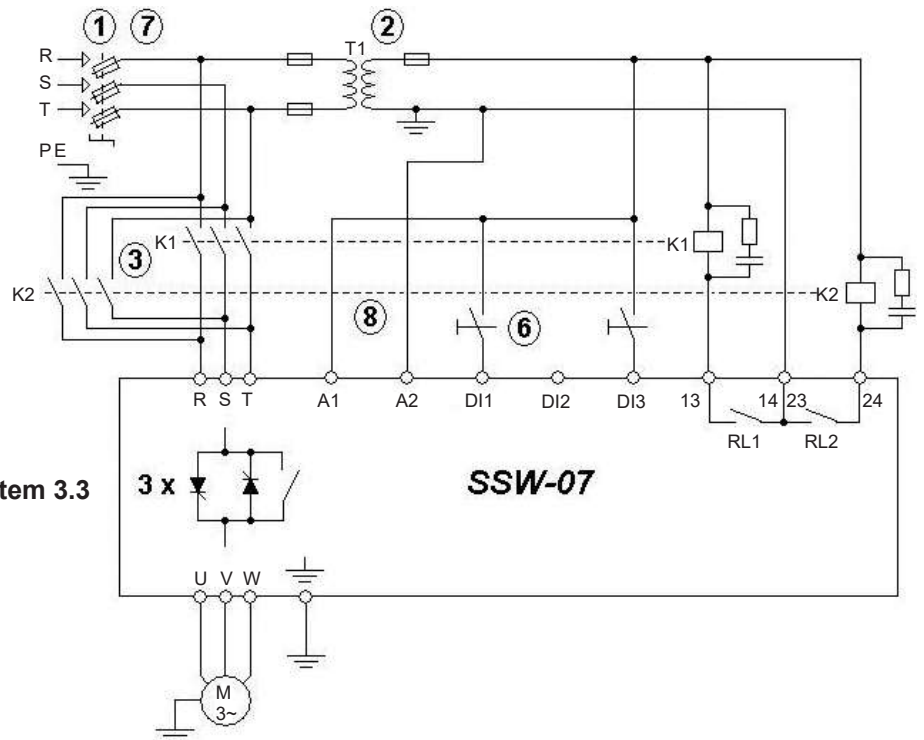 1 7 2
R T1
S
T
PE
K1 K1
3
K2 K2
8 6
R S T A1 A2 DI1 DI2 DI3 13 14 23 24
RL1 RL2
tem 3.3 3 x SSW-07
U V W
M
3~